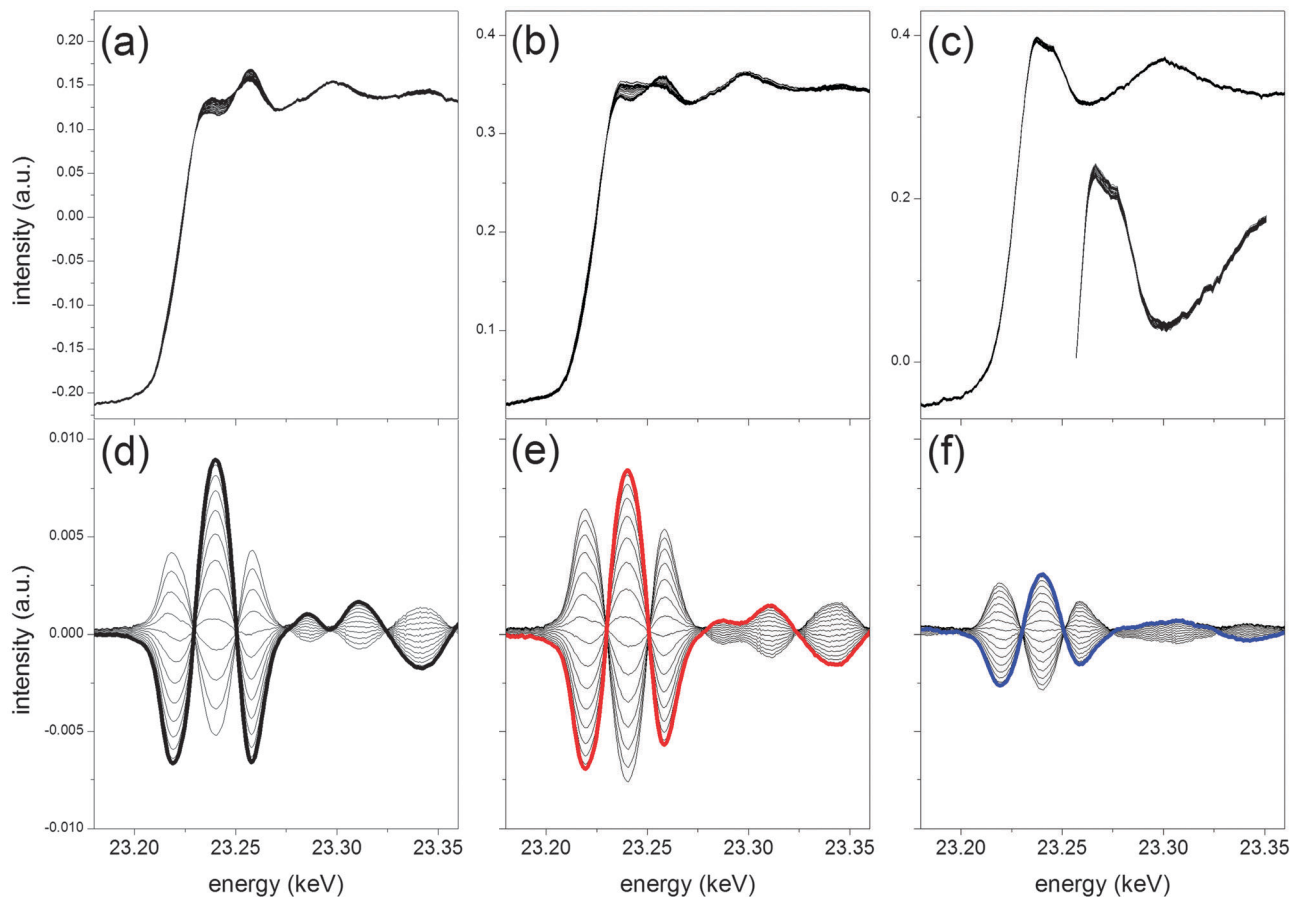 (a)
(b)
(c)
intensity (a.u.)
0.20
0.15
0.10
0.05
0.00
-0.05
-0.10
-0.15
-0.20
0.4
0.3
0.2
0.1
0.4
0.2
0.0
(d)
(e)
(f)
intensity (a.u.)
0.010
0.005
0.000
-0.005
-0.010
23.20 23.25 23.30 23.35
23.20 23.25 23.30 23.35
23.20 23.25 23.30 23.35
energy (keV)
energy (keV)
energy (keV)